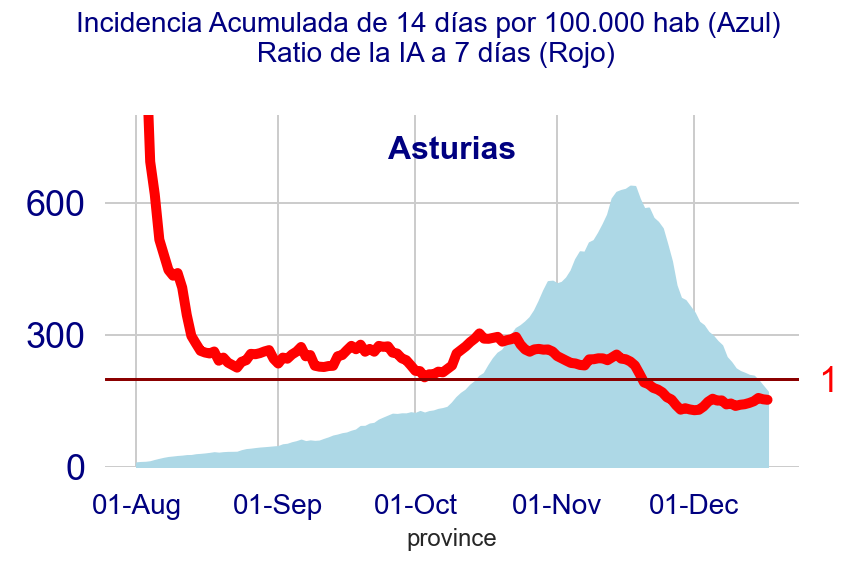 Incidencia Acumulada de 14 días por 100.000 hab (Azul)
Ratio de la IA a 7 días (Rojo)
Asturias
600
300
1
0
01-Aug 01-Sep 01-Oct 01-Nov 01-Dec
province